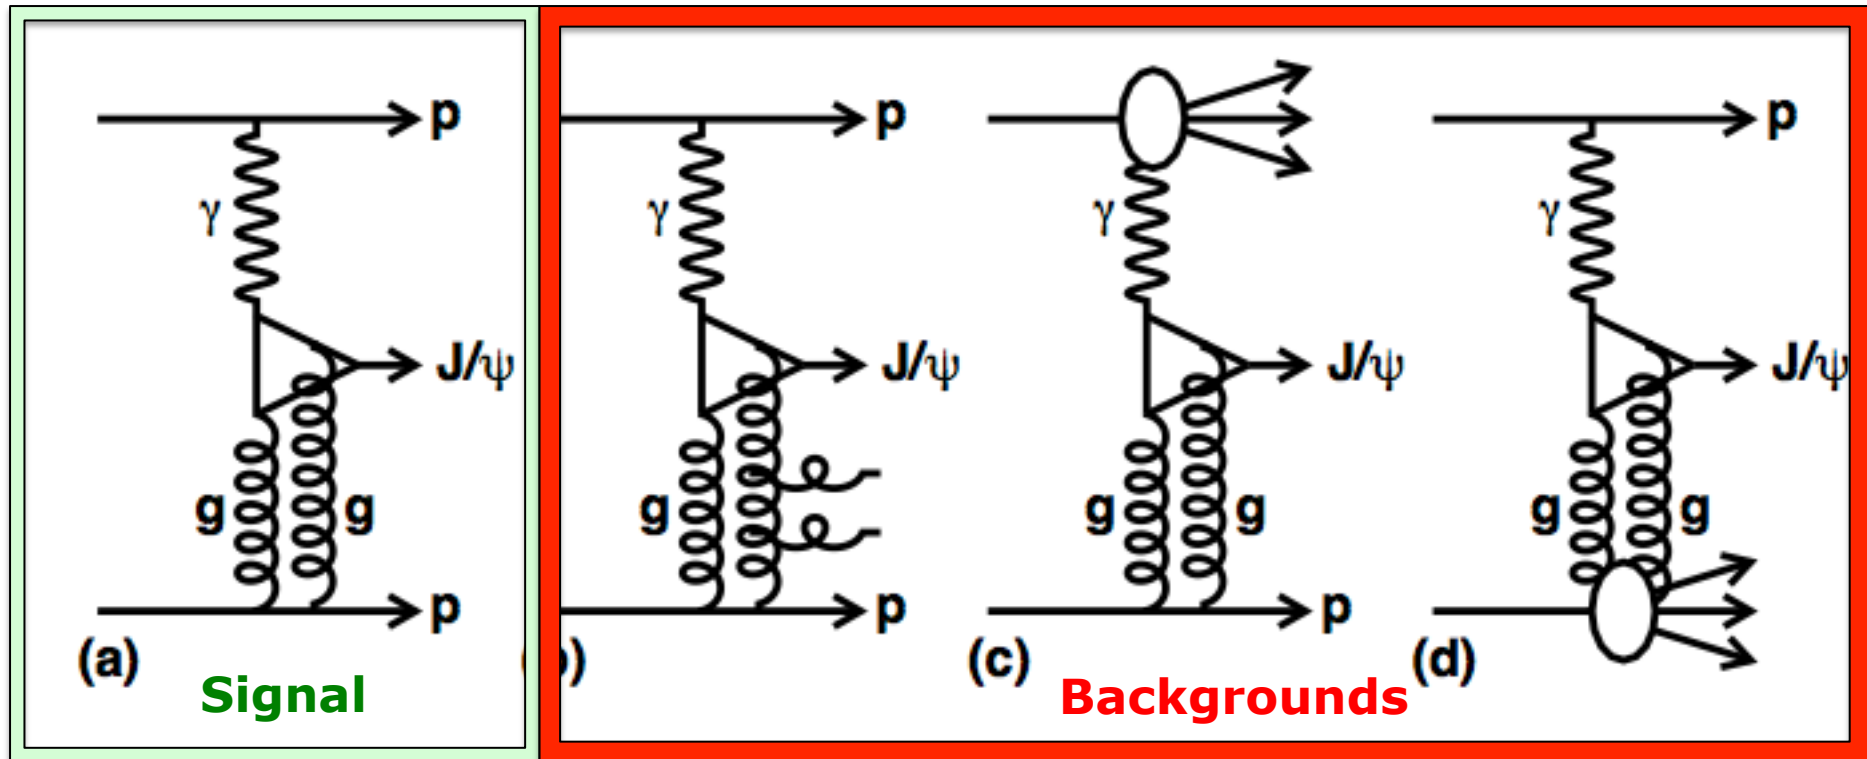 p p p
γ γ γ γ
J/ψ J/ψ J/ψ J/ψ
g g g g g g g
p p p
(a) (c) (d)
Signal Backgrounds